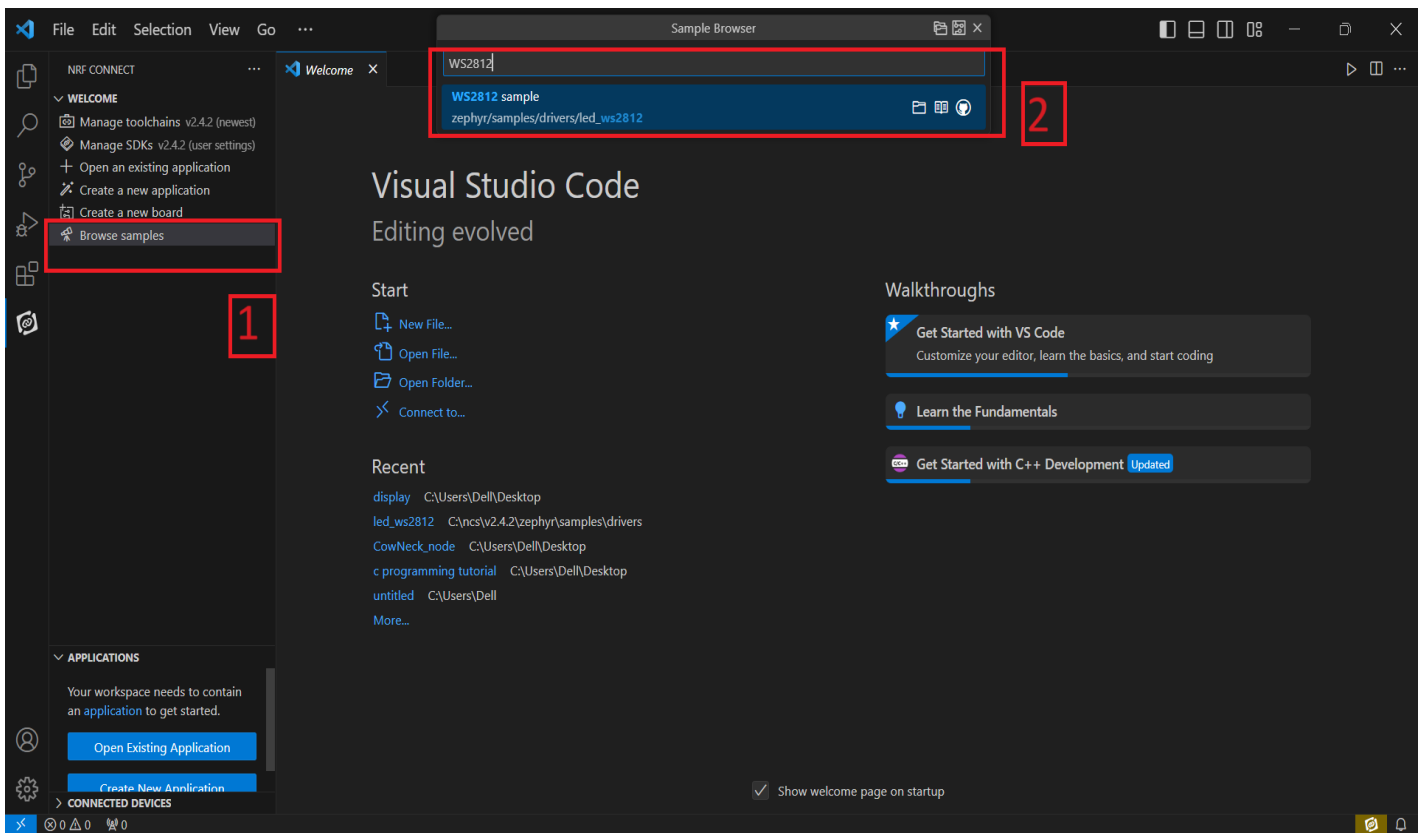 File Edit Selection View Go ···
Sample Browser
WS2812
WS2812 sample
zephyr/samples/drivers/led_ws2812
2
NRF CONNECT ···
Welcome
WELCOME
Manage toolchains v2.4.2 (newest)
Manage SDKs v2.4.2 (user settings)
Open an existing application
Create a new application
Create a new board
Browse samples
1
Visual Studio Code
Editing evolved
Start
New File...
Open File...
Open Folder...
Connect to...
Recent
display C:\Users\Dell\Desktop
led_ws2812 C:\ncs\v2.4.2\zephyr\samples\drivers
CowNeck_node C:\Users\Dell\Desktop
c programming tutorial C:\Users\Dell\Desktop
untitled C:\Users\Dell
More...
Walkthroughs
Get Started with VS Code
Customize your editor, learn the basics, and start coding
Learn the Fundamentals
Get Started with C++ Development Updated
APPLICATIONS
Your workspace needs to contain
an application to get started.
Open Existing Application
Create New Application
CONNECTED DEVICES
Show welcome page on startup
0 0 0